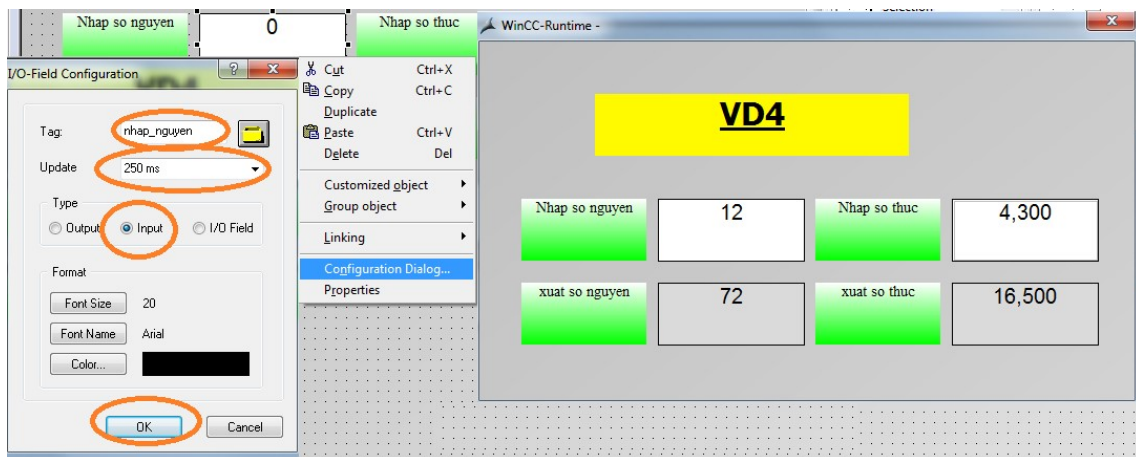 Nhap so nguyen
0
Nhap so thuc
Selection
WinCC-Runtime -
I/O-Field Configuration
VD4
Tag:
nhap_nguyen
Update
250 ms
Type
Output
Input
I/O Field
Format
Font Size
20
Font Name
Arial
Color...
OK
Cancel
Cut Ctrl+X
Copy Ctrl+C
Duplicate
Paste Ctrl+V
Delete Del
Customized object
Group object
Linking
Configuration Dialog...
Properties
VD4
Nhap so nguyen
12
Nhap so thuc
4,300
xuat so nguyen
72
xuat so thuc
16,500